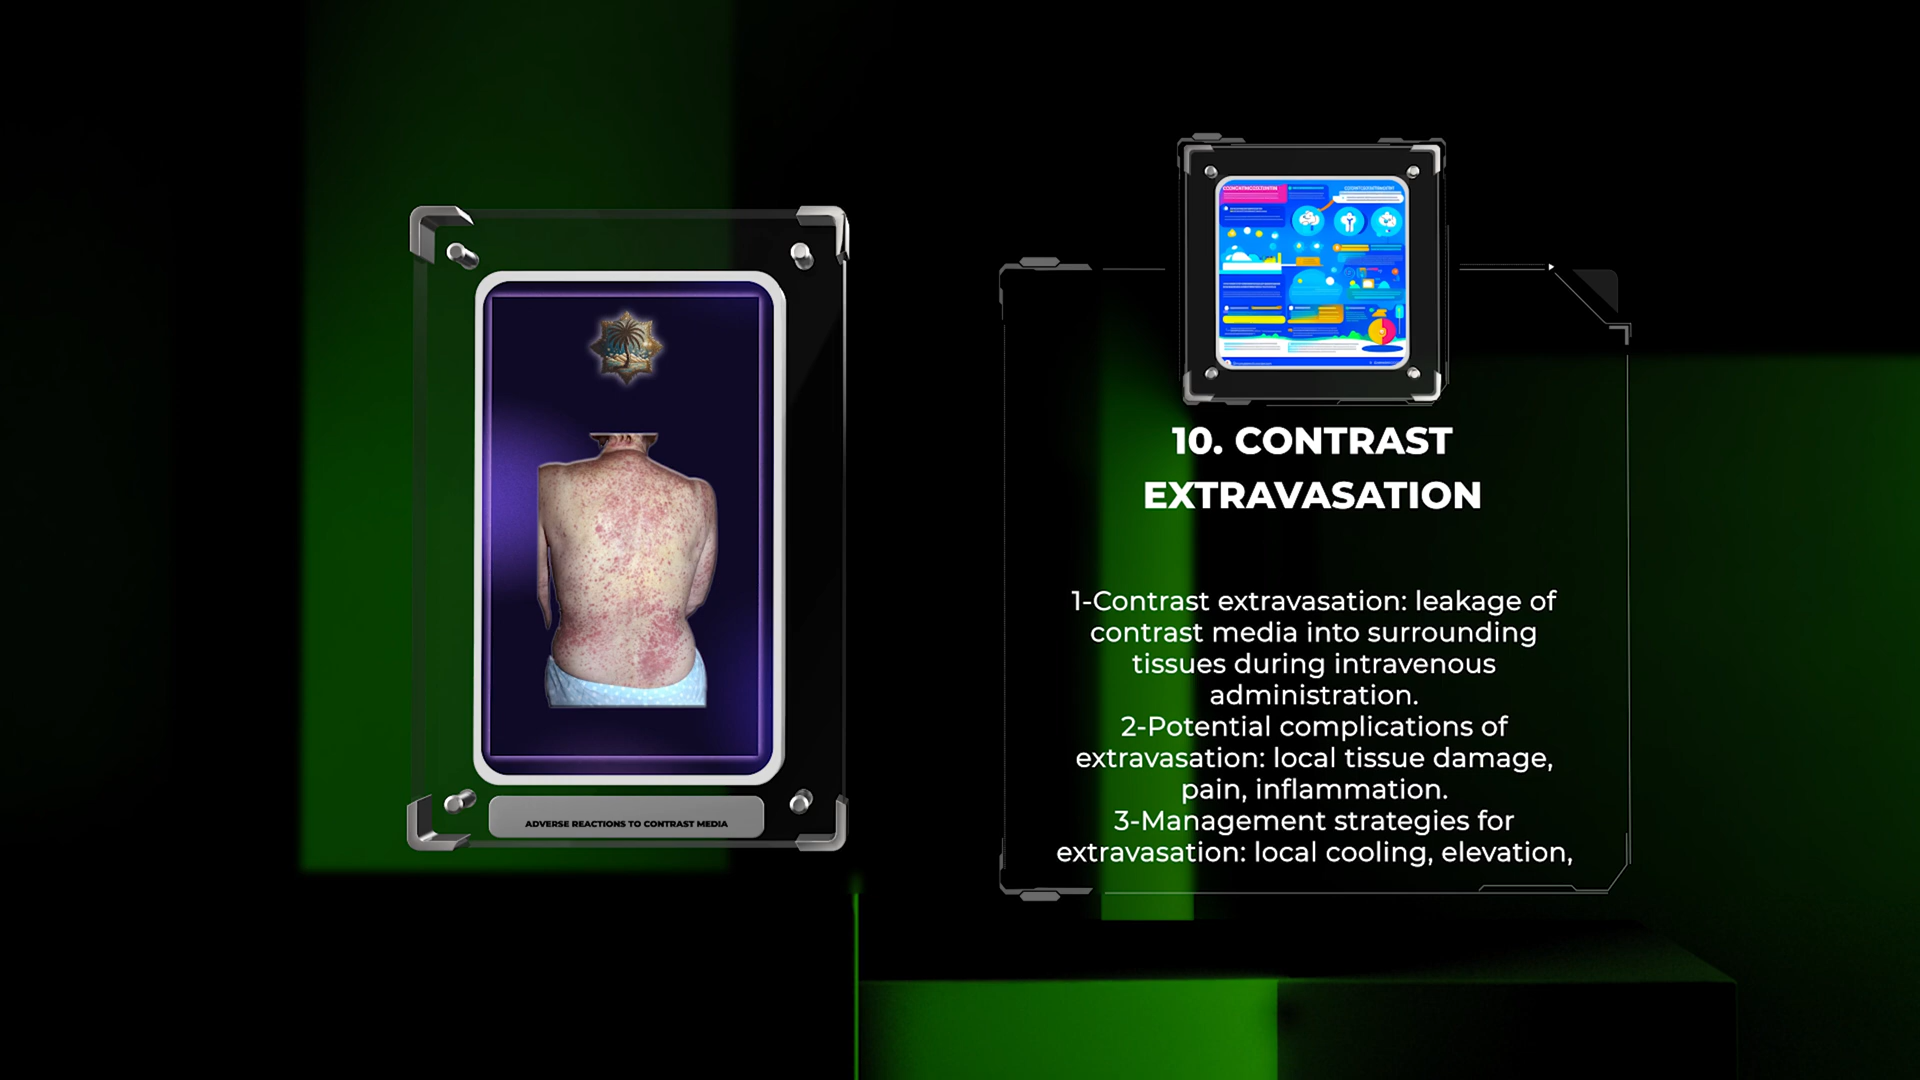 ADVERSE REACTIONS TO CONTRAST MEDIA
10. CONTRAST
EXTRAVASATION
1-Contrast extravasation: leakage of
contrast media into surrounding
tissues during intravenous
administration.
2-Potential complications of
extravasation: local tissue damage,
pain, inflammation.
3-Management strategies for
extravasation: local cooling, elevation,